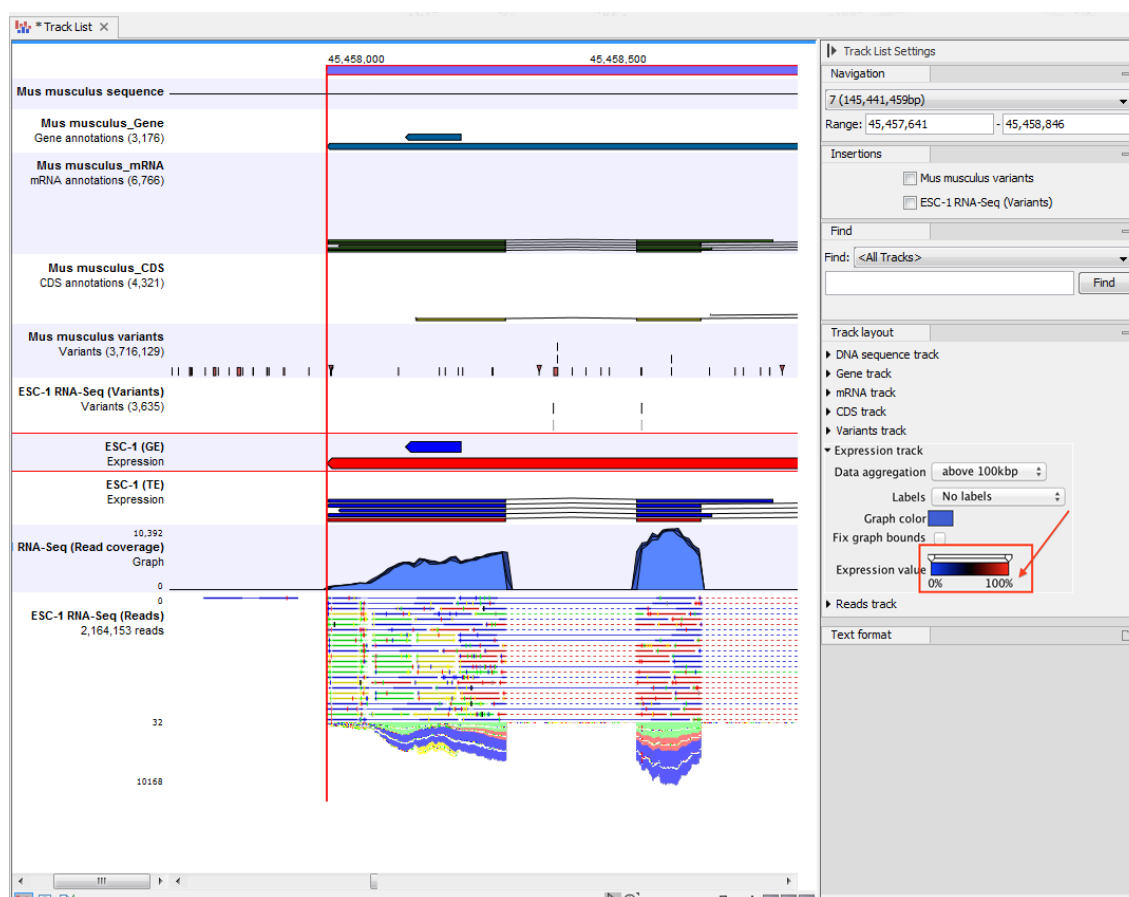 * Track List
45,458,000 45,458,500
Mus musculus sequence
Mus musculus_Gene
Gene annotations (3,176)
Mus musculus_mRNA
mRNA annotations (6,766)
Mus musculus_CDS
CDS annotations (4,321)
Mus musculus variants
Variants (3,716,129)
ESC-1 RNA-Seq (Variants)
Variants (3,635)
ESC-1 (GE)
Expression
ESC-1 (TE)
Expression
10,392
RNA-Seq (Read coverage)
Graph
0
0
ESC-1 RNA-Seq (Reads)
2,164,153 reads
32
10168
Track List Settings
Navigation
7 (145,441,459bp)
Range: 45,457,641 - 45,458,846
Insertions
Mus musculus variants
ESC-1 RNA-Seq (Variants)
Find
Find: <All Tracks>
Find
Track layout
DNA sequence track
Gene track
mRNA track
CDS track
Variants track
Expression track
Data aggregation above 100kbp
Labels No labels
Graph color
Fix graph bounds
Expression value
0% 100%
Reads track
Text format